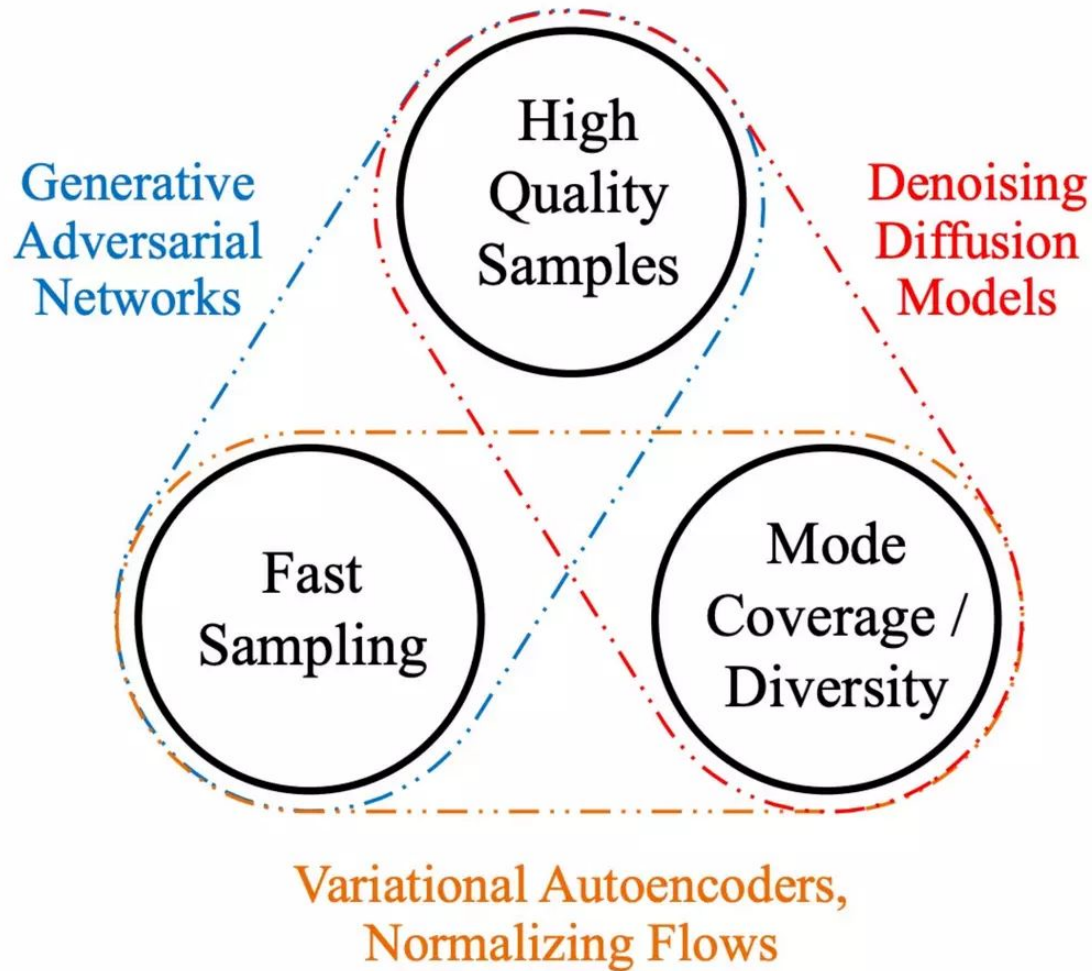 High
Quality
Samples
Generative
Adversarial
Networks
Denoising
Diffusion
Models
Fast
Sampling
Mode
Coverage /
Diversity
Variational Autoencoders,
Normalizing Flows